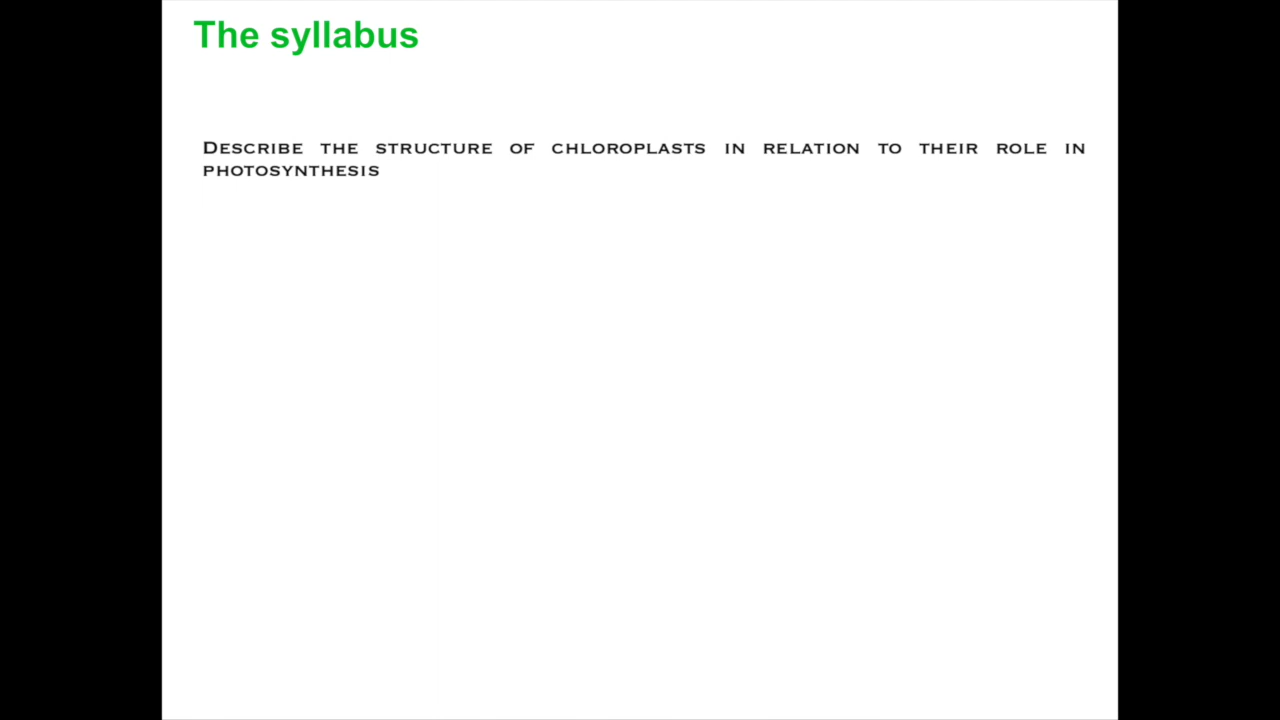 The syllabus
DESCRIBE THE STRUCTURE OF CHLOROPLASTS IN RELATION TO THEIR ROLE IN
PHOTOSYNTHESIS